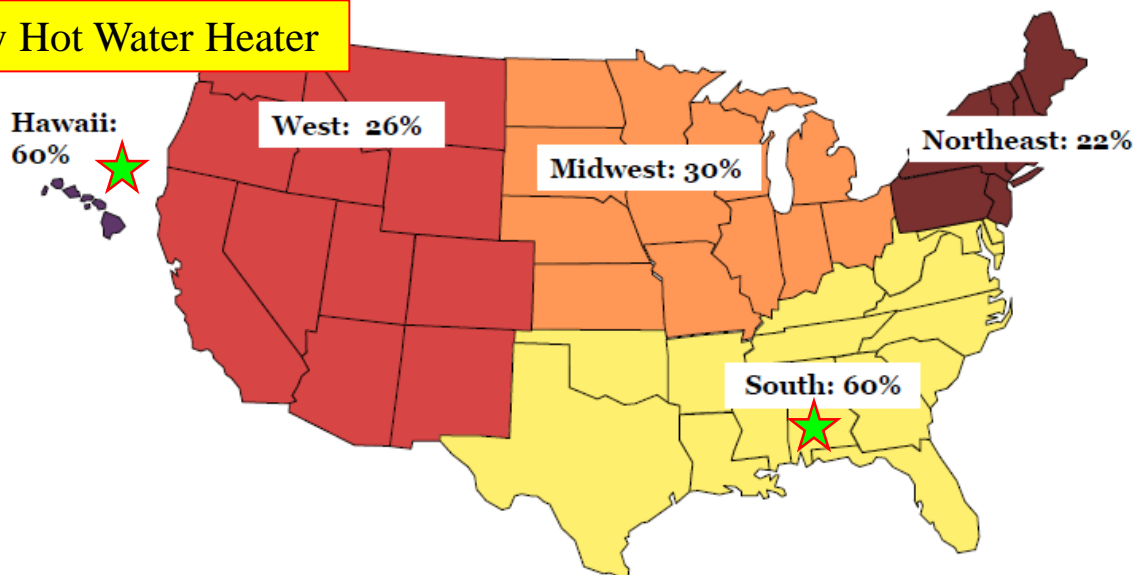 Hot Water Heater
Hawaii:
60%
West: 26%
Midwest: 30%
Northeast: 22%
South: 60%